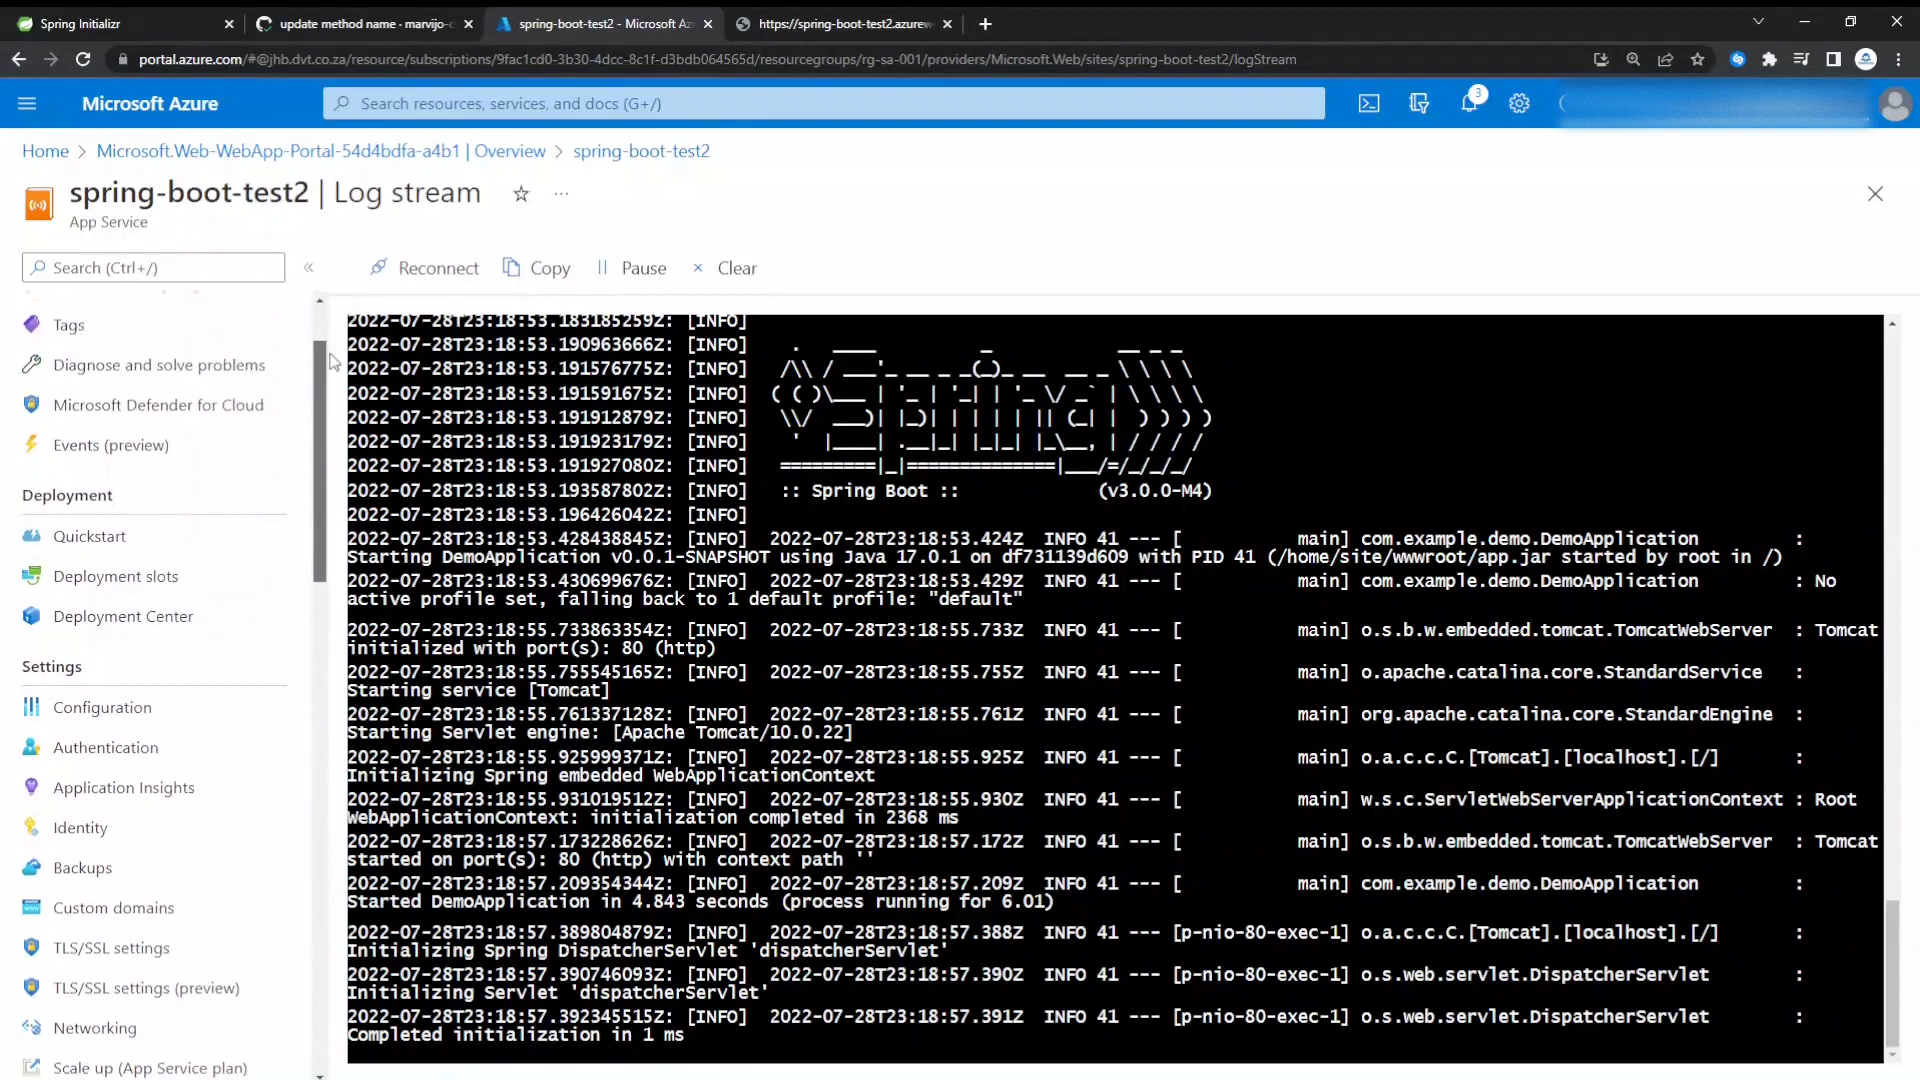 Spring Initializr
update method name · marvijo-c
spring-boot-test2 - Microsoft Az
https://spring-boot-test2.azurew
portal.azure.com/#@jhb.dvt.co.za/resource/subscriptions/9fac1cd0-3b30-4dcc-8c1f-d3bdb064565d/resourcegroups/rg-sa-001/providers/Microsoft.Web/sites/spring-boot-test2/logStream
Microsoft Azure
Search resources, services, and docs (G+/)
3
Home > Microsoft.Web-WebApp-Portal-54d4bdfa-a4b1 | Overview > spring-boot-test2
spring-boot-test2 | Log stream
App Service
Search (Ctrl+/)
Reconnect
Copy
Pause
Clear
Tags
Diagnose and solve problems
Microsoft Defender for Cloud
Events (preview)
Deployment
Quickstart
Deployment slots
Deployment Center
Settings
Configuration
Authentication
Application Insights
Identity
Backups
Custom domains
TLS/SSL settings
TLS/SSL settings (preview)
Networking
Scale up (App Service plan)
2022-07-28T23:18:53.183185259Z: [INFO]
2022-07-28T23:18:53.190963666Z: [INFO]
2022-07-28T23:18:53.191576775Z: [INFO]
2022-07-28T23:18:53.191591675Z: [INFO]
2022-07-28T23:18:53.191912879Z: [INFO]
2022-07-28T23:18:53.191923179Z: [INFO]
2022-07-28T23:18:53.191927080Z: [INFO]
Spring
2022-07-28T23:18:53.193587802Z: [INFO] :: Spring Boot :: (v3.0.0-M4)
2022-07-28T23:18:53.196426042Z: [INFO]
2022-07-28T23:18:53.428438845Z: [INFO] 2022-07-28T23:18:53.424Z INFO 41 --- [ main] com.example.demo.DemoApplication :
Starting DemoApplication v0.0.1-SNAPSHOT using Java 17.0.1 on df731139d609 with PID 41 (/home/site/wwwroot/app.jar started by root in /)
2022-07-28T23:18:53.430699676Z: [INFO] 2022-07-28T23:18:53.429Z INFO 41 --- [ main] com.example.demo.DemoApplication : No
active profile set, falling back to 1 default profile: "default"
2022-07-28T23:18:55.733863354Z: [INFO] 2022-07-28T23:18:55.733Z INFO 41 --- [ main] o.s.b.w.embedded.tomcat.TomcatWebServer : Tomcat
initialized with port(s): 80 (http)
2022-07-28T23:18:55.755545165Z: [INFO] 2022-07-28T23:18:55.755Z INFO 41 --- [ main] o.apache.catalina.core.StandardService :
Starting service [Tomcat]
2022-07-28T23:18:55.761337128Z: [INFO] 2022-07-28T23:18:55.761Z INFO 41 --- [ main] org.apache.catalina.core.StandardEngine :
Starting Servlet engine: [Apache Tomcat/10.0.22]
2022-07-28T23:18:55.925999371Z: [INFO] 2022-07-28T23:18:55.925Z INFO 41 --- [ main] o.a.c.c.C.[Tomcat].[localhost].[/] :
Initializing Spring embedded WebApplicationContext
2022-07-28T23:18:55.931019512Z: [INFO] 2022-07-28T23:18:55.930Z INFO 41 --- [ main] w.s.c.ServletWebServerApplicationContext : Root
WebApplicationContext: initialization completed in 2368 ms
2022-07-28T23:18:57.173228626Z: [INFO] 2022-07-28T23:18:57.172Z INFO 41 --- [ main] o.s.b.w.embedded.tomcat.TomcatWebServer : Tomcat
started on port(s): 80 (http) with context path ''
2022-07-28T23:18:57.209354344Z: [INFO] 2022-07-28T23:18:57.209Z INFO 41 --- [ main] com.example.demo.DemoApplication :
Started DemoApplication in 4.843 seconds (process running for 6.01)
2022-07-28T23:18:57.389804879Z: [INFO] 2022-07-28T23:18:57.388Z INFO 41 --- [p-nio-80-exec-1] o.a.c.c.C.[Tomcat].[localhost].[/] :
Initializing Spring DispatcherServlet 'dispatcherServlet'
2022-07-28T23:18:57.390746093Z: [INFO] 2022-07-28T23:18:57.390Z INFO 41 --- [p-nio-80-exec-1] o.s.web.servlet.DispatcherServlet :
Initializing Servlet 'dispatcherServlet'
2022-07-28T23:18:57.392345515Z: [INFO] 2022-07-28T23:18:57.391Z INFO 41 --- [p-nio-80-exec-1] o.s.web.servlet.DispatcherServlet :
Completed initialization in 1 ms